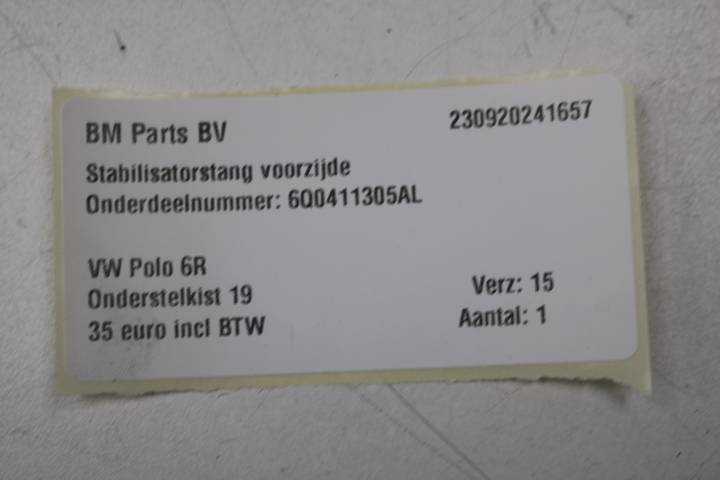 BM Parts BV
230920241657
Stabilisatorstang voorzijde
Onderdeelnummer: 6Q0411305AL
VW Polo 6R
Onderstelkist 19
Verz: 15
35 euro incl BTW
Aantal: 1